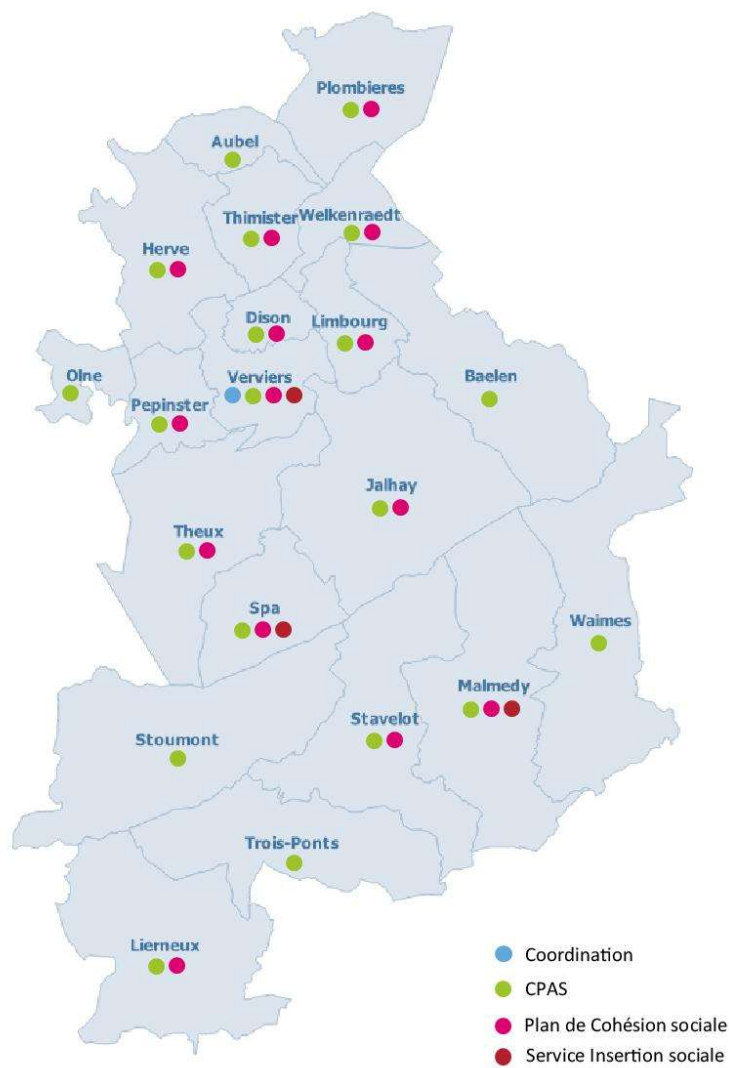 Plombieres
Aubel
Thimister
Welkenraedt
Herve
Dison
Limbourg
Olne
Verviers
Baelen
Pepinster
Jalhay
Theux
Spa
Waimes
Malmedy
Stavelot
Stoumont
Trois-Ponts
Lierneux
Coordination
CPAS
Plan de Cohésion sociale
Service Insertion sociale